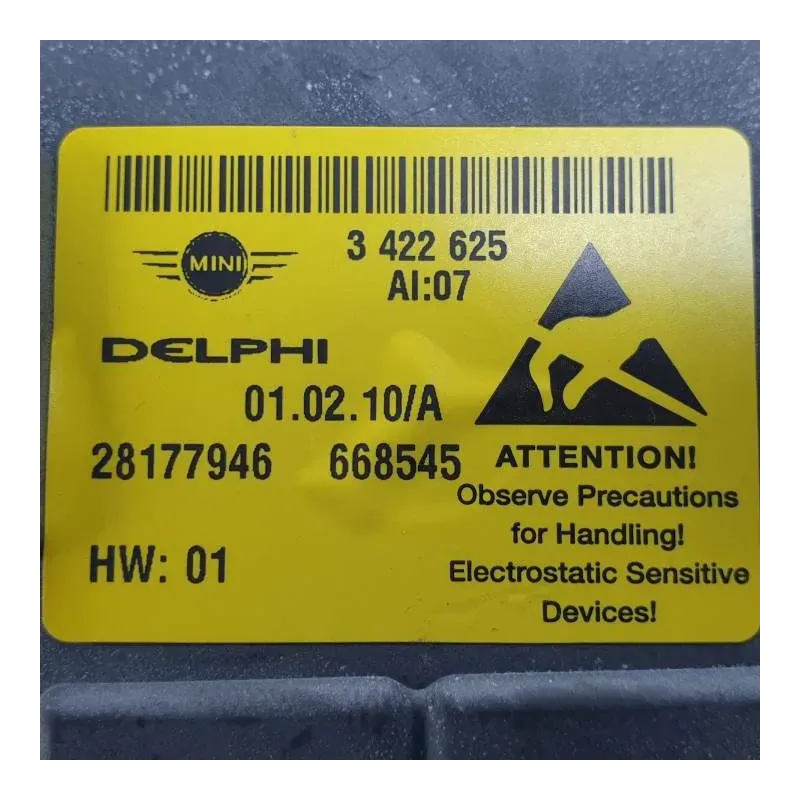 MINI
3 422 625
AI:07
DELPHI
01.02.10/A
28177946 668545
HW: 01
ATTENTION!
Observe Precautions
for Handling!
Electrostatic Sensitive
Devices!